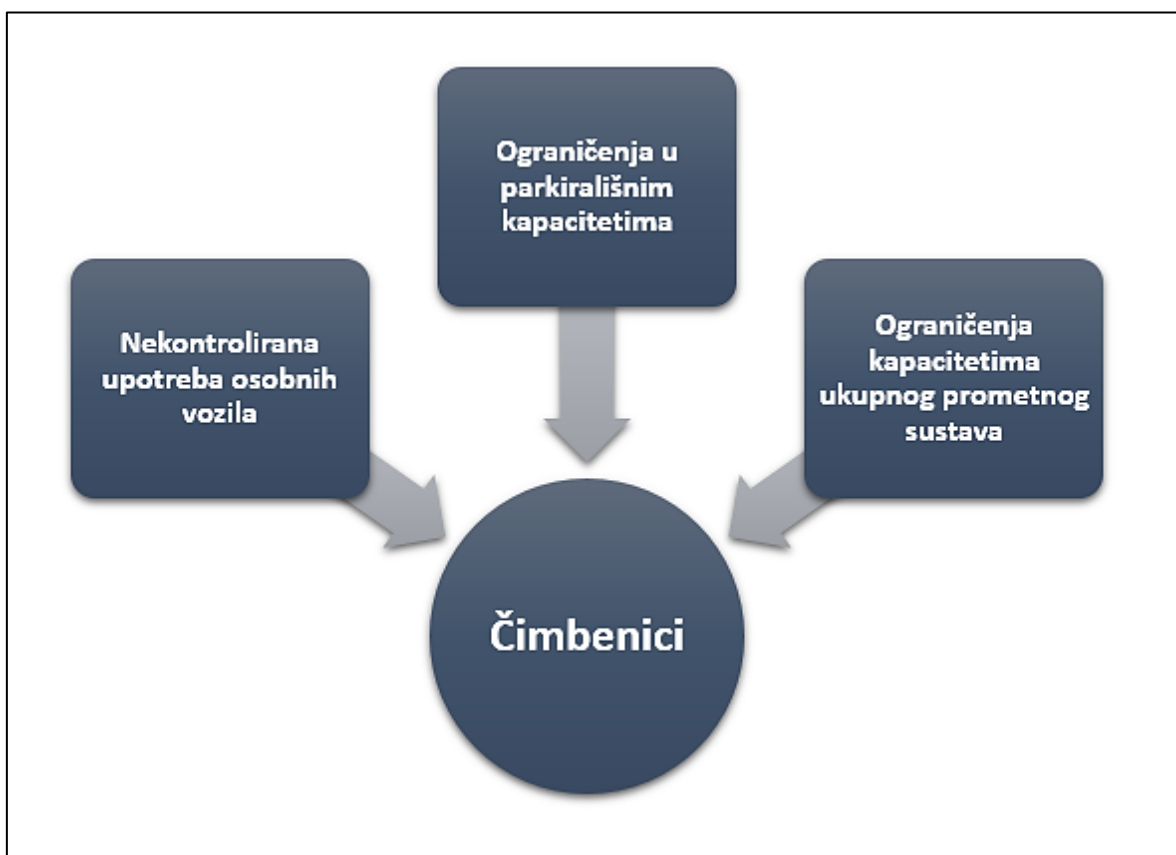 Ograničenja u
parkirališnim
kapacitetima
Nekontrolirana
upotreba osobnih
vozila
Ograničenja
kapacitetima
ukupnog prometnog
sustava
Čimbenici